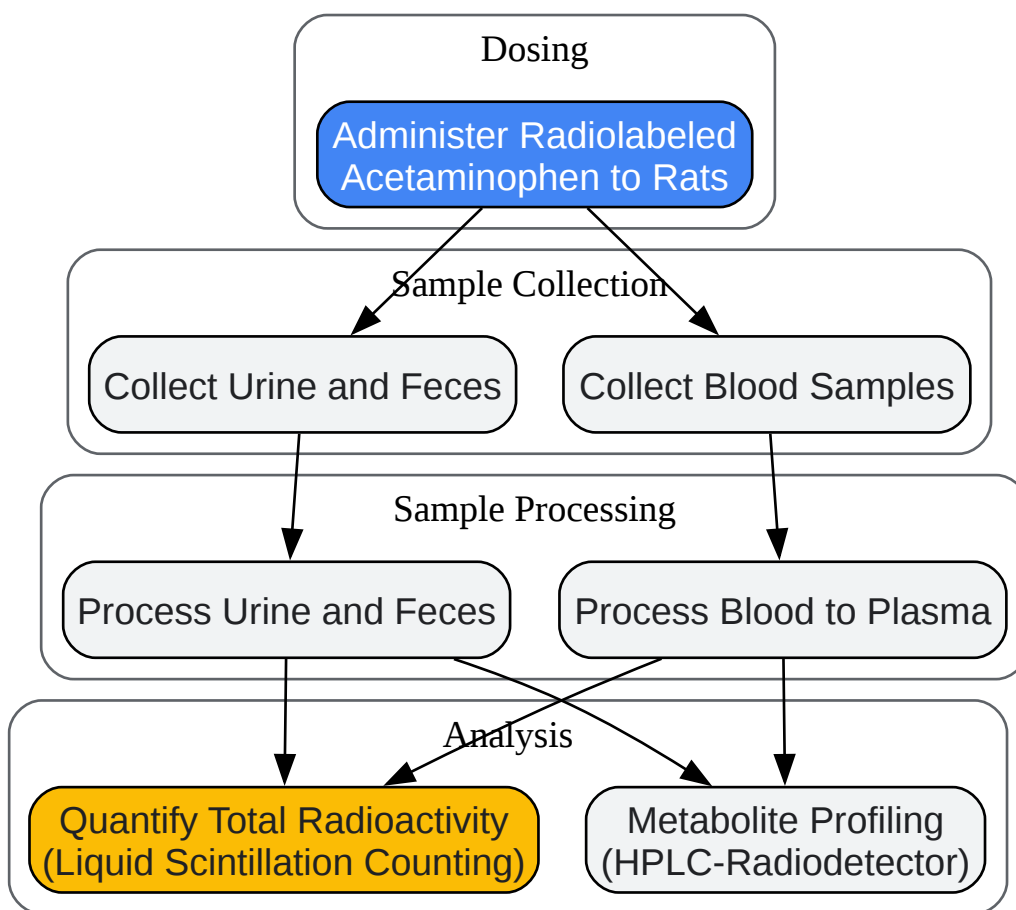 Dosing
Administer Radiolabeled
Acetaminophen to Rats
Sample Collection
Collect Urine and Feces
Collect Blood Samples
Sample Processing
Process Urine and Feces
Process Blood to Plasma
Analysis
Quantify Total Radioactivity
(Liquid Scintillation Counting)
Metabolite Profiling
(HPLC-Radiodetector)